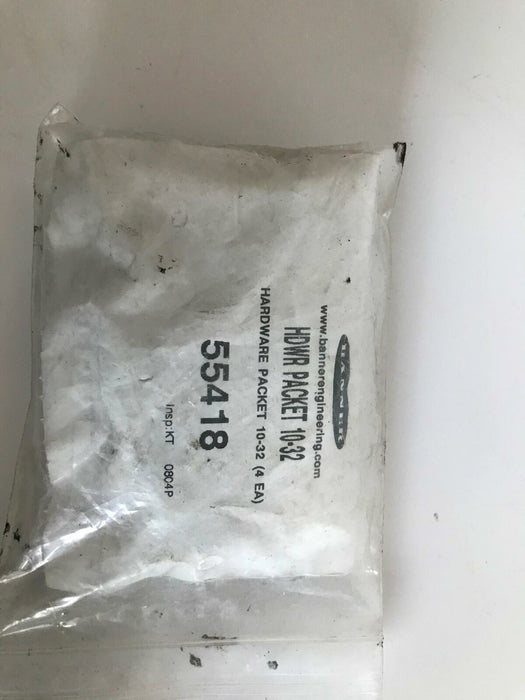 BANNER
www.bannerengineering.com
HDWR PACKET 10-32
HARDWARE PACKET 10-32 (4 EA)
55418
Insp:KT 0804P